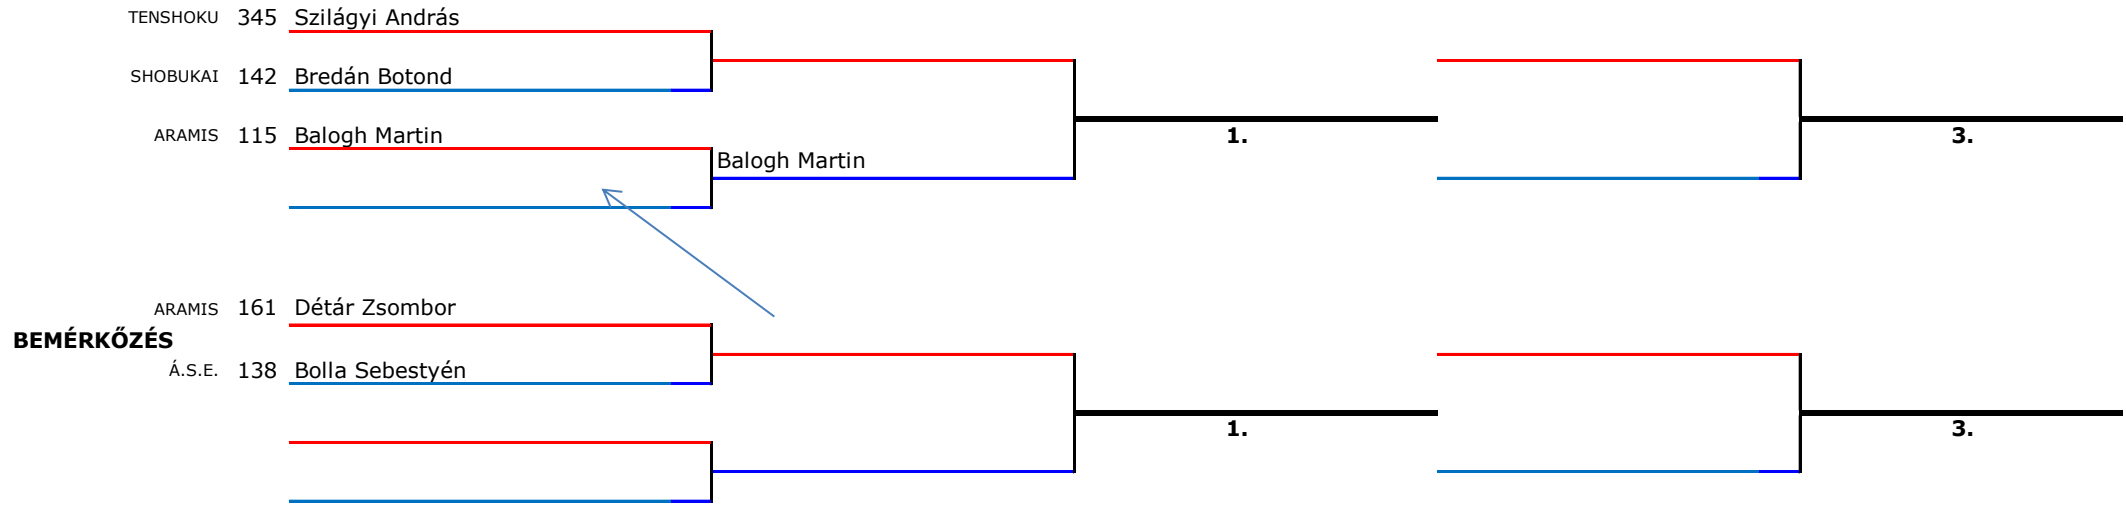 TENSHOKU 345 Szilágyi András
SHOBUKAI 142 Bredán Botond
ARAMIS 115 Balogh Martin
1.
3.
Balogh Martin
ARAMIS 161 Détár Zsombor
BEMÉRKŐZÉS
Á.S.E. 138 Bolla Sebestyén
1.
3.